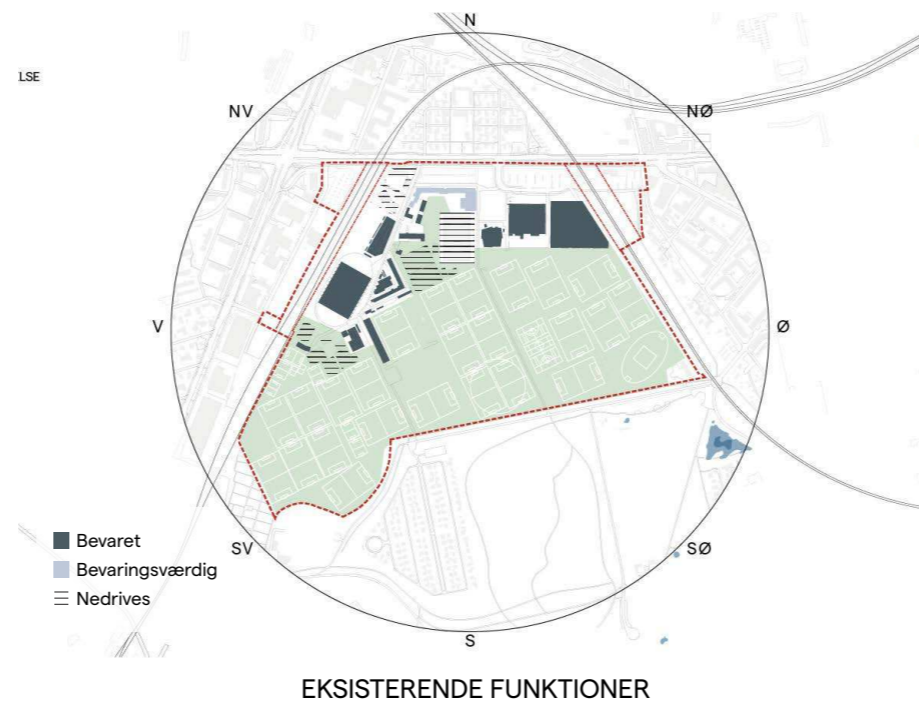 N
LSE
NV
NØ
V
Ø
SV
SØ
S
Bevaret
Bevaringsværdig
Nedrives
EKSISTERENDE FUNKTIONER